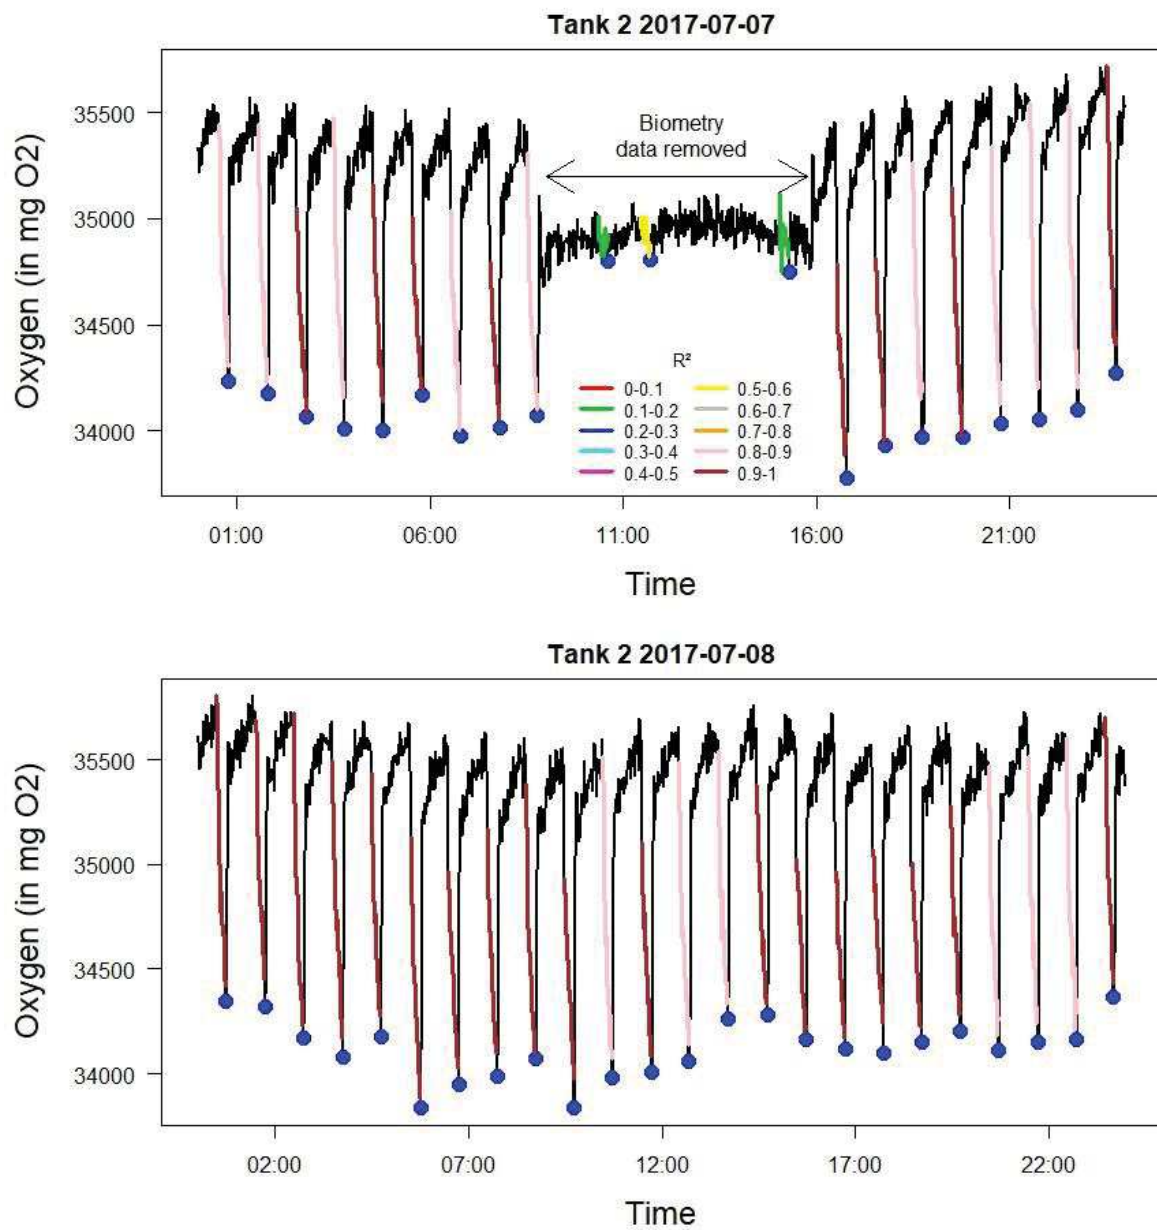 Tank 2 2017-07-07
Oxygen (in mg O2)
35500
35000
34500
34000
Biometry
data removed
R²
0-0.1
0.5-0.6
0.1-0.2
0.6-0.7
0.2-0.3
0.7-0.8
0.3-0.4
0.8-0.9
0.4-0.5
0.9-1
01:00 06:00 11:00 16:00 21:00
Time
Tank 2 2017-07-08
Oxygen (in mg O2)
35500
35000
34500
34000
02:00 07:00 12:00 17:00 22:00
Time